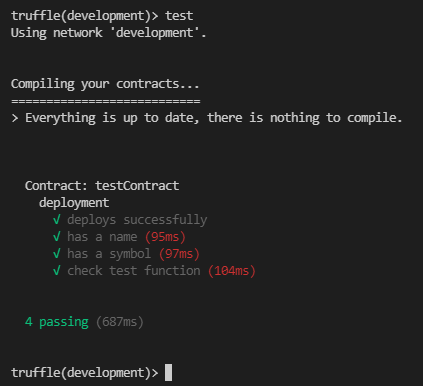 truffle(development)> test
Using network 'development'.
Compiling your contracts...
===========================
> Everything is up to date, there is nothing to compile.
Contract: testContract
deployment
√ deploys successfully
√ has a name (95ms)
√ has a symbol (97ms)
√ check test function (104ms)
4 passing (687ms)
truffle(development)>